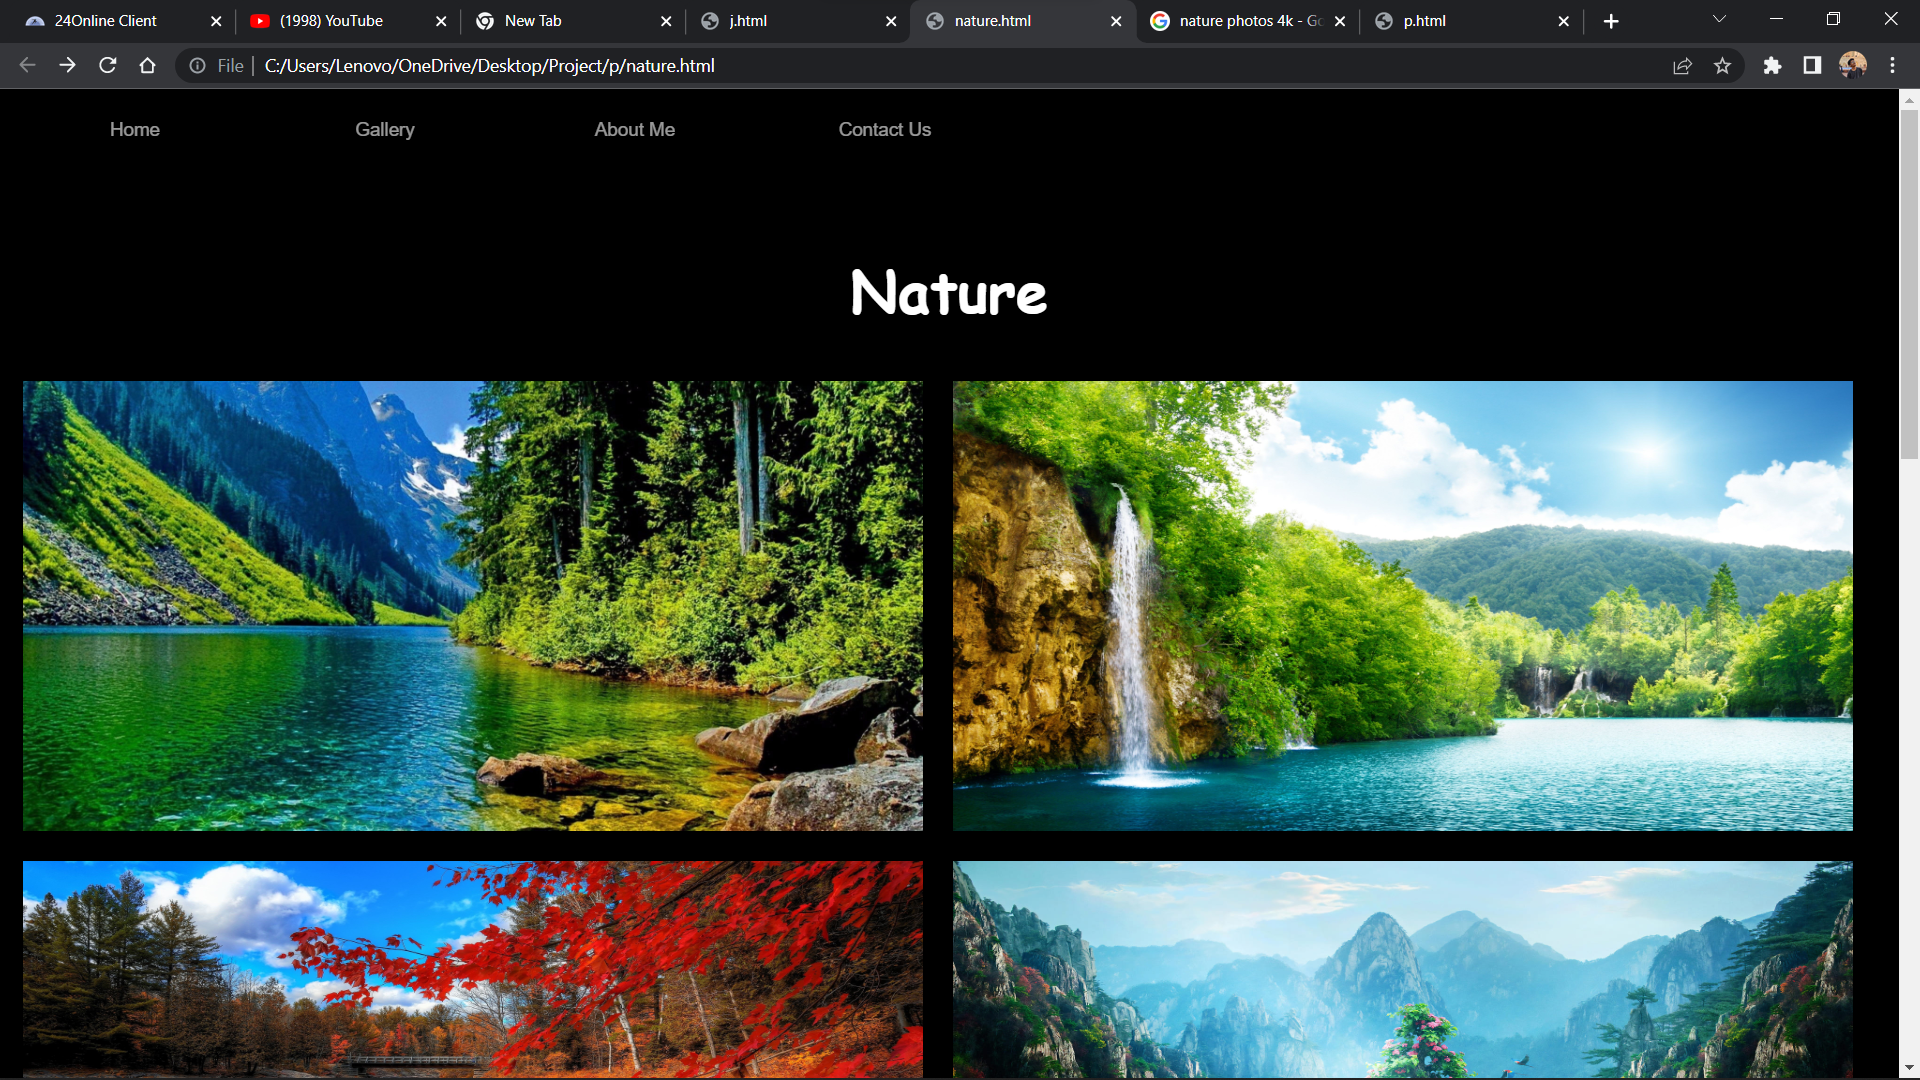 24Online Client
(1998) YouTube
New Tab
j.html
nature.html
nature photos 4k - Go
p.html
File
C:/Users/Lenovo/OneDrive/Desktop/Project/p/nature.html
Home
Gallery
About Me
Contact Us
Nature